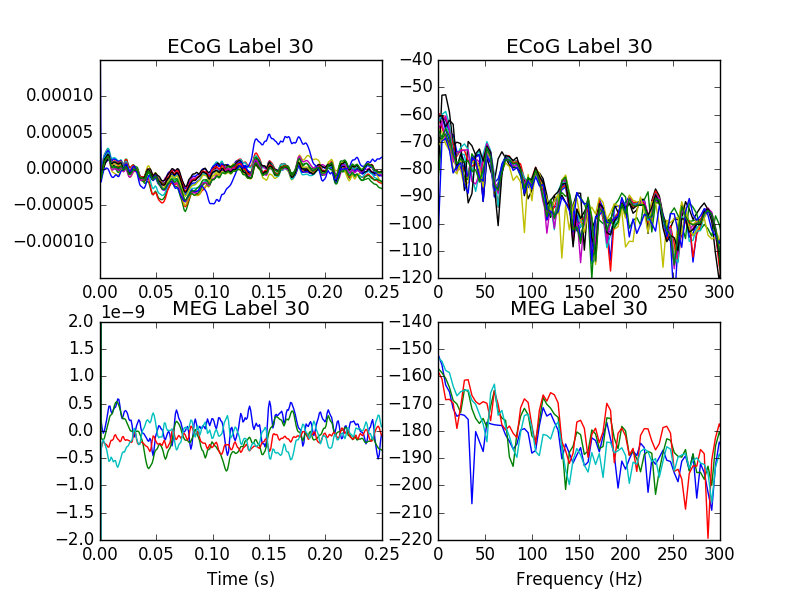 ECoG Label 30
0.00010
0.00005
0.00000
−0.00005
−0.00010
0.00 0.05 0.10 0.15 0.20 0.25
ECoG Label 30
−40
−50
−60
−70
−80
−90
−100
−110
−120
0 50 100 150 200 250 300
MEG Label 30
1e−9
2.0
1.5
1.0
0.5
0.0
−0.5
−1.0
−1.5
−2.0
0.00 0.05 0.10 0.15 0.20 0.25
Time (s)
MEG Label 30
−140
−150
−160
−170
−180
−190
−200
−210
−220
0 50 100 150 200 250 300
Frequency (Hz)